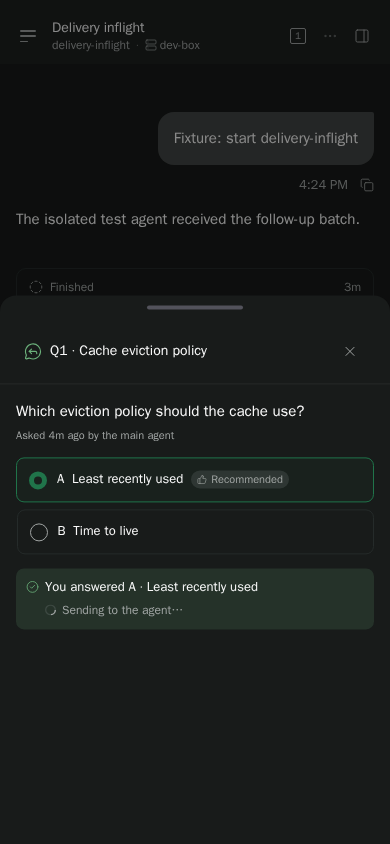 Delivery inflight
delivery-inflight · dev-box
1
Fixture: start delivery-inflight
4:24 PM
The isolated test agent received the follow-up batch.
Finished 3m
Q1 · Cache eviction policy
Which eviction policy should the cache use?
Asked 4m ago by the main agent
A Least recently used Recommended
B Time to live
You answered A · Least recently used
Sending to the agent···